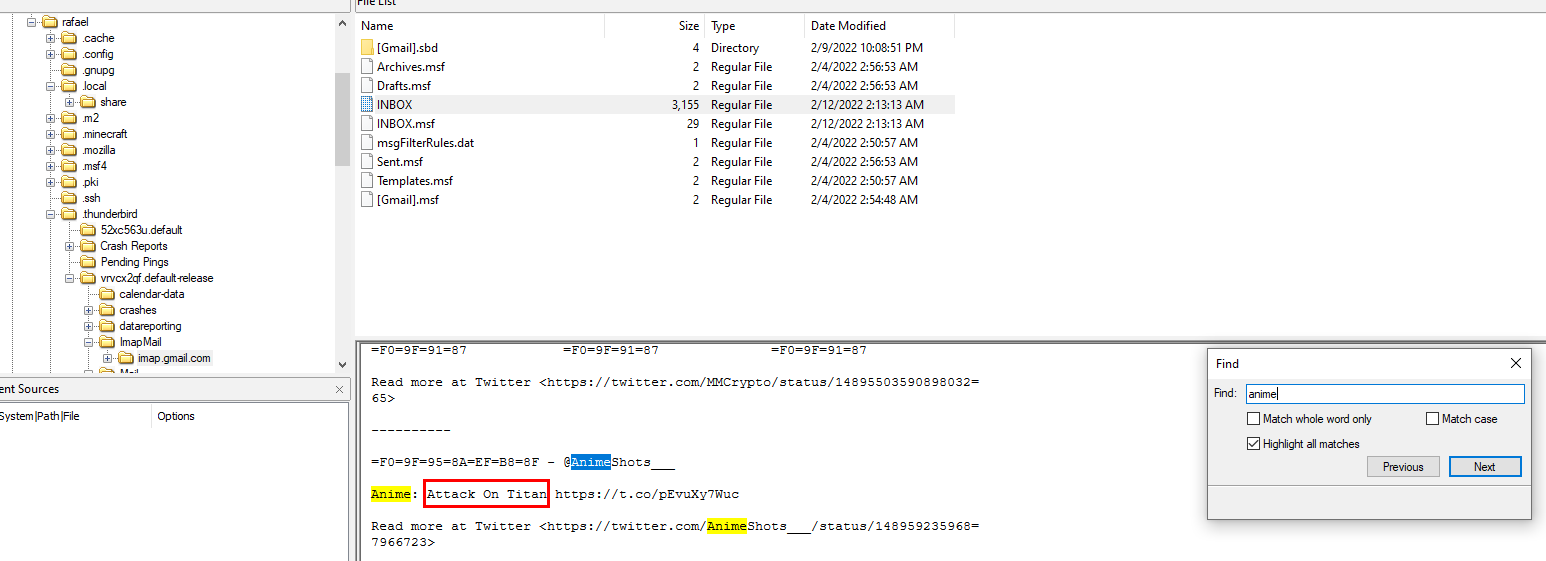 File List
rafael
.cache
.config
.gnupg
.local
share
.m2
.minecraft
.mozilla
.msf4
.pki
.ssh
.thunderbird
52xc563u.default
Crash Reports
Pending Pings
vrvcx2qf.default-release
calendar-data
crashes
datareporting
ImapMail
imap.gmail.com
Mail
Name Size Type Date Modified
[Gmail].sbd 4 Directory 2/9/2022 10:08:51 PM
Archives.msf 2 Regular File 2/4/2022 2:56:53 AM
Drafts.msf 2 Regular File 2/4/2022 2:56:53 AM
INBOX 3,155 Regular File 2/12/2022 2:13:13 AM
INBOX.msf 29 Regular File 2/12/2022 2:13:13 AM
msgFilterRules.dat 1 Regular File 2/4/2022 2:50:57 AM
Sent.msf 2 Regular File 2/4/2022 2:56:53 AM
Templates.msf 2 Regular File 2/4/2022 2:50:57 AM
[Gmail].msf 2 Regular File 2/4/2022 2:54:48 AM
ent Sources
System|Path|File Options
=F0=9F=91=87 =F0=9F=91=87 =F0=9F=91=87
Read more at Twitter <https://twitter.com/MMCrypto/status/14895503590898032=
65>
----------
=F0=9F=95=8A=EF=B8=8F - @AnimeShots___
Anime: Attack On Titan https://t.co/pEvuXy7Wuc
Read more at Twitter <https://twitter.com/AnimeShots___/status/148959235968=
7966723>
Find
Find: anime
Match whole word only Match case
Highlight all matches
Previous Next